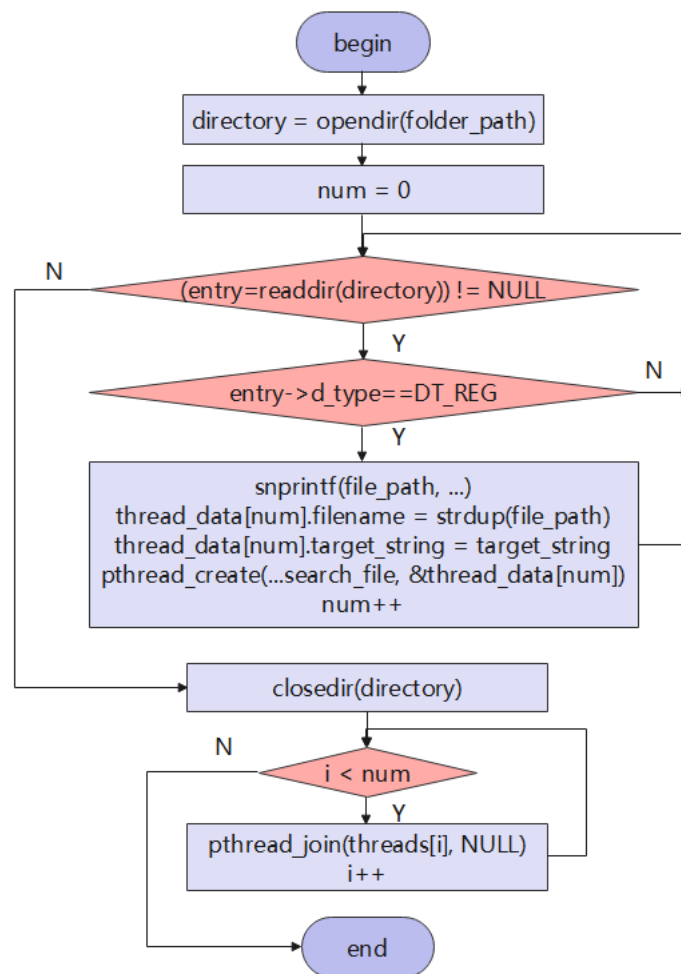 begin
directory = opendir(folder_path)
num = 0
N
(entry=readdir(directory)) != NULL
Y
N
entry->d_type==DT_REG
Y
snprintf(file_path, ...)
thread_data[num].filename = strdup(file_path)
thread_data[num].target_string = target_string
pthread_create(...search_file, &thread_data[num])
num++
closedir(directory)
N
i < num
Y
pthread_join(threads[i], NULL)
i++
end